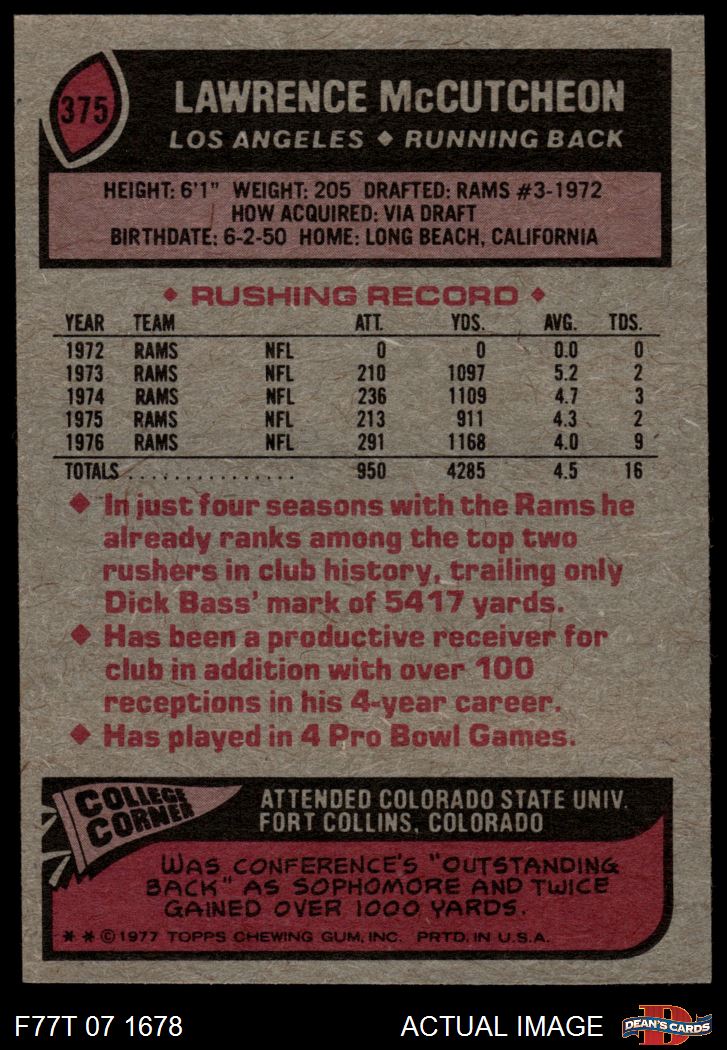 375
LAWRENCE McCUTCHEON
LOS ANGELES ◆ RUNNING BACK
HEIGHT: 6'1" WEIGHT: 205 DRAFTED: RAMS #3-1972
HOW ACQUIRED: VIA DRAFT
BIRTHDATE: 6-2-50 HOME: LONG BEACH, CALIFORNIA
◆ RUSHING RECORD ◆
YEAR TEAM ATT. YDS. AVG. TDS.
1972 RAMS NFL 0 0 0.0 0
1973 RAMS NFL 210 1097 5.2 2
1974 RAMS NFL 236 1109 4.7 3
1975 RAMS NFL 213 911 4.3 2
1976 RAMS NFL 291 1168 4.0 9
TOTALS ................ 950 4285 4.5 16
◆ In just four seasons with the Rams he
already ranks among the top two
rushers in club history, trailing only
Dick Bass' mark of 5417 yards.
◆ Has been a productive receiver for
club in addition with over 100
receptions in his 4-year career.
◆ Has played in 4 Pro Bowl Games.
COLLEGE
CORNER
ATTENDED COLORADO STATE UNIV.
FORT COLLINS, COLORADO
WAS CONFERENCE'S "OUTSTANDING
BACK" AS SOPHOMORE AND TWICE
GAINED OVER 1000 YARDS.
* * © 1977 TOPPS CHEWING GUM, INC. PRTD. IN U.S.A.
F77T 07 1678
ACTUAL IMAGE
D
DEAN'S CARDS